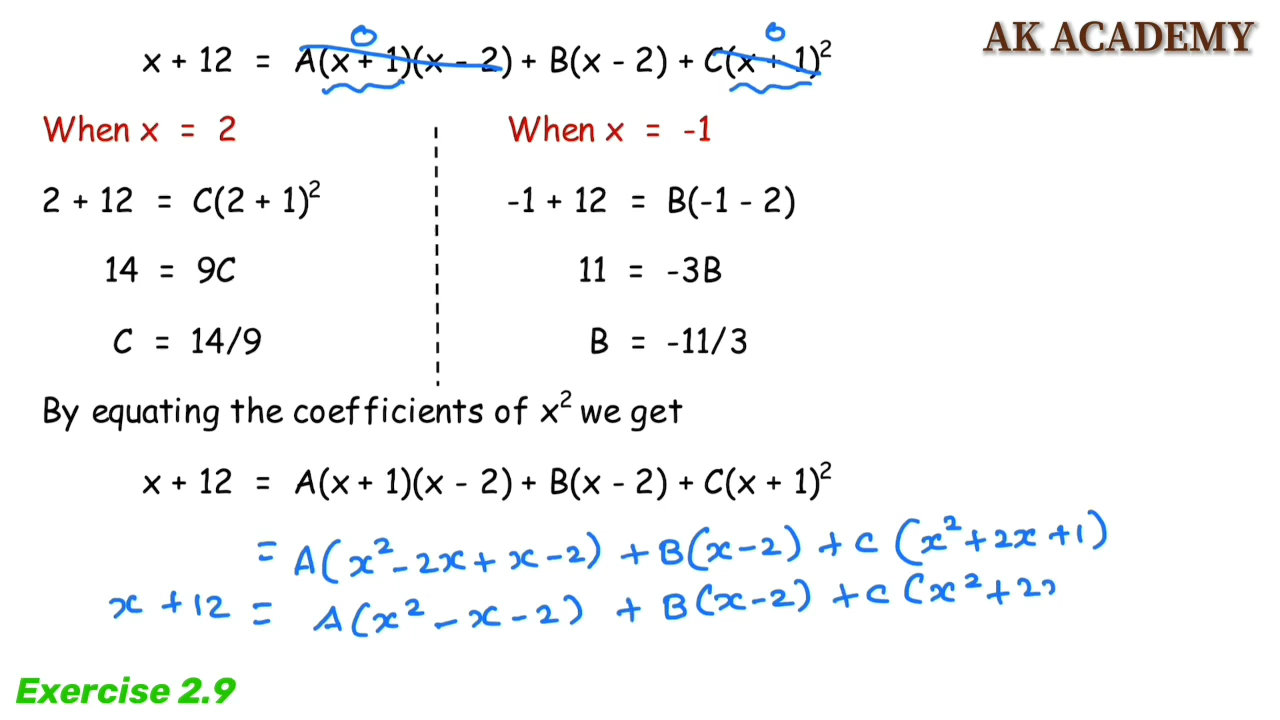 AK ACADEMY
0 0
x + 12 = A(x + 1)(x - 2) + B(x - 2) + C(x + 1)²
When x = 2
2 + 12 = C(2 + 1)²
14 = 9C
C = 14/9
When x = -1
-1 + 12 = B(-1 - 2)
11 = -3B
B = -11/3
By equating the coefficients of x² we get
x + 12 = A(x + 1)(x - 2) + B(x - 2) + C(x + 1)²
= A(x² - 2x + x - 2) + B(x - 2) + C (x² + 2x + 1)
x + 12 = A(x² - x - 2) + B(x - 2) + C(x² + 2
Exercise 2.9